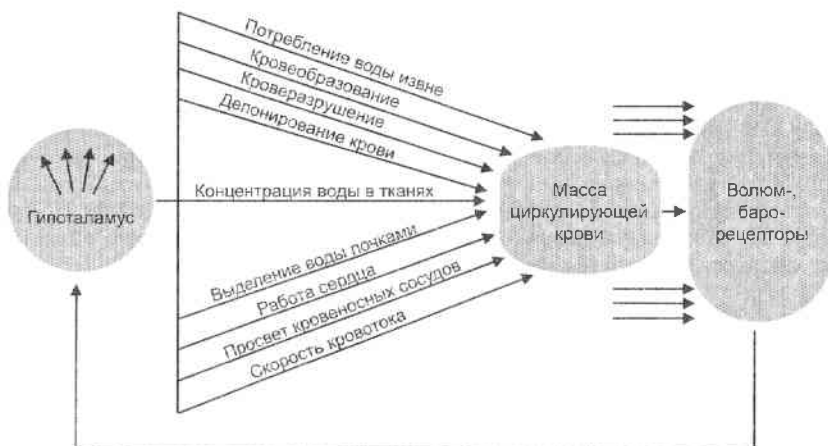 Потребление воды извне
Кровеобразование
Кроверазрушение
Депонирование крови
Концентрация воды в тканях
Гипоталамус
Масса
циркулирующей
крови
Волюм-,
баро-
рецепторы
Выделение воды почками
Работа сердца
Просвет кровеносных сосудов
Скорость кровотока